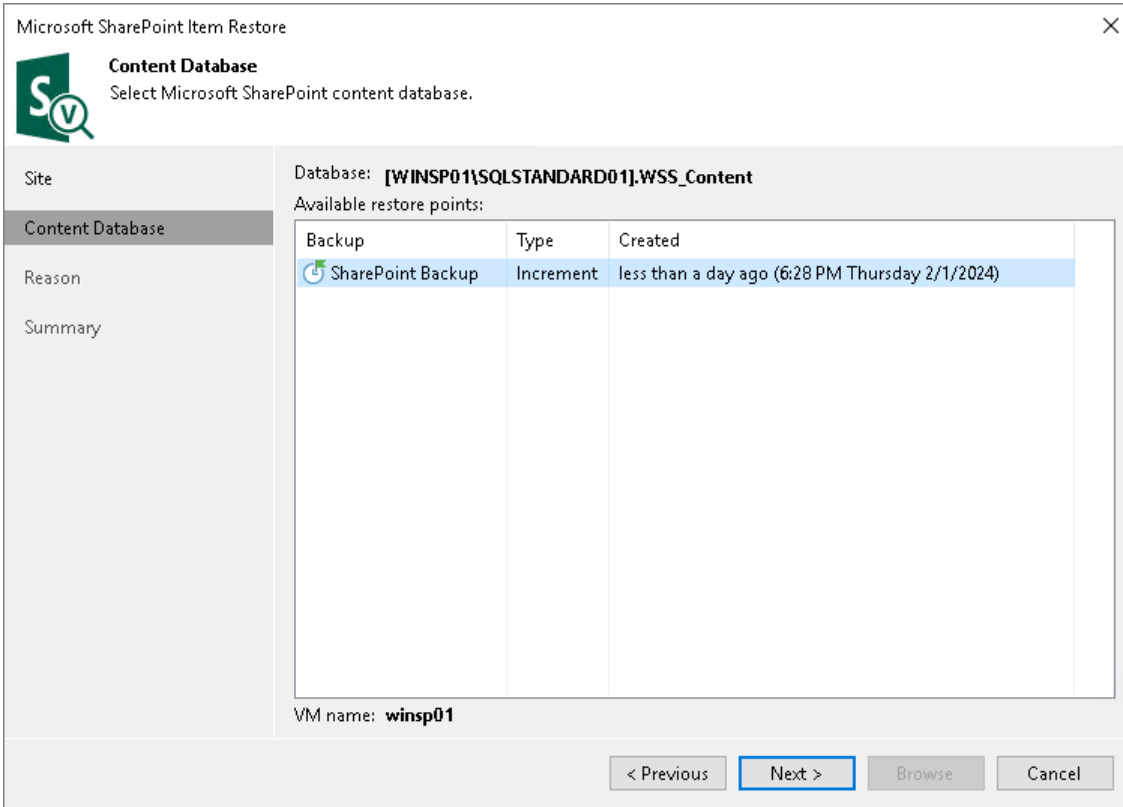 Microsoft SharePoint Item Restore
Content Database
Select Microsoft SharePoint content database.
Site
Content Database
Reason
Summary
Database: [WINSP01\SQLSTANDARD01].WSS_Content
Available restore points:
Backup Type Created
SharePoint Backup Increment less than a day ago (6:28 PM Thursday 2/1/2024)
VM name: winsp01
< Previous Next > Browse Cancel